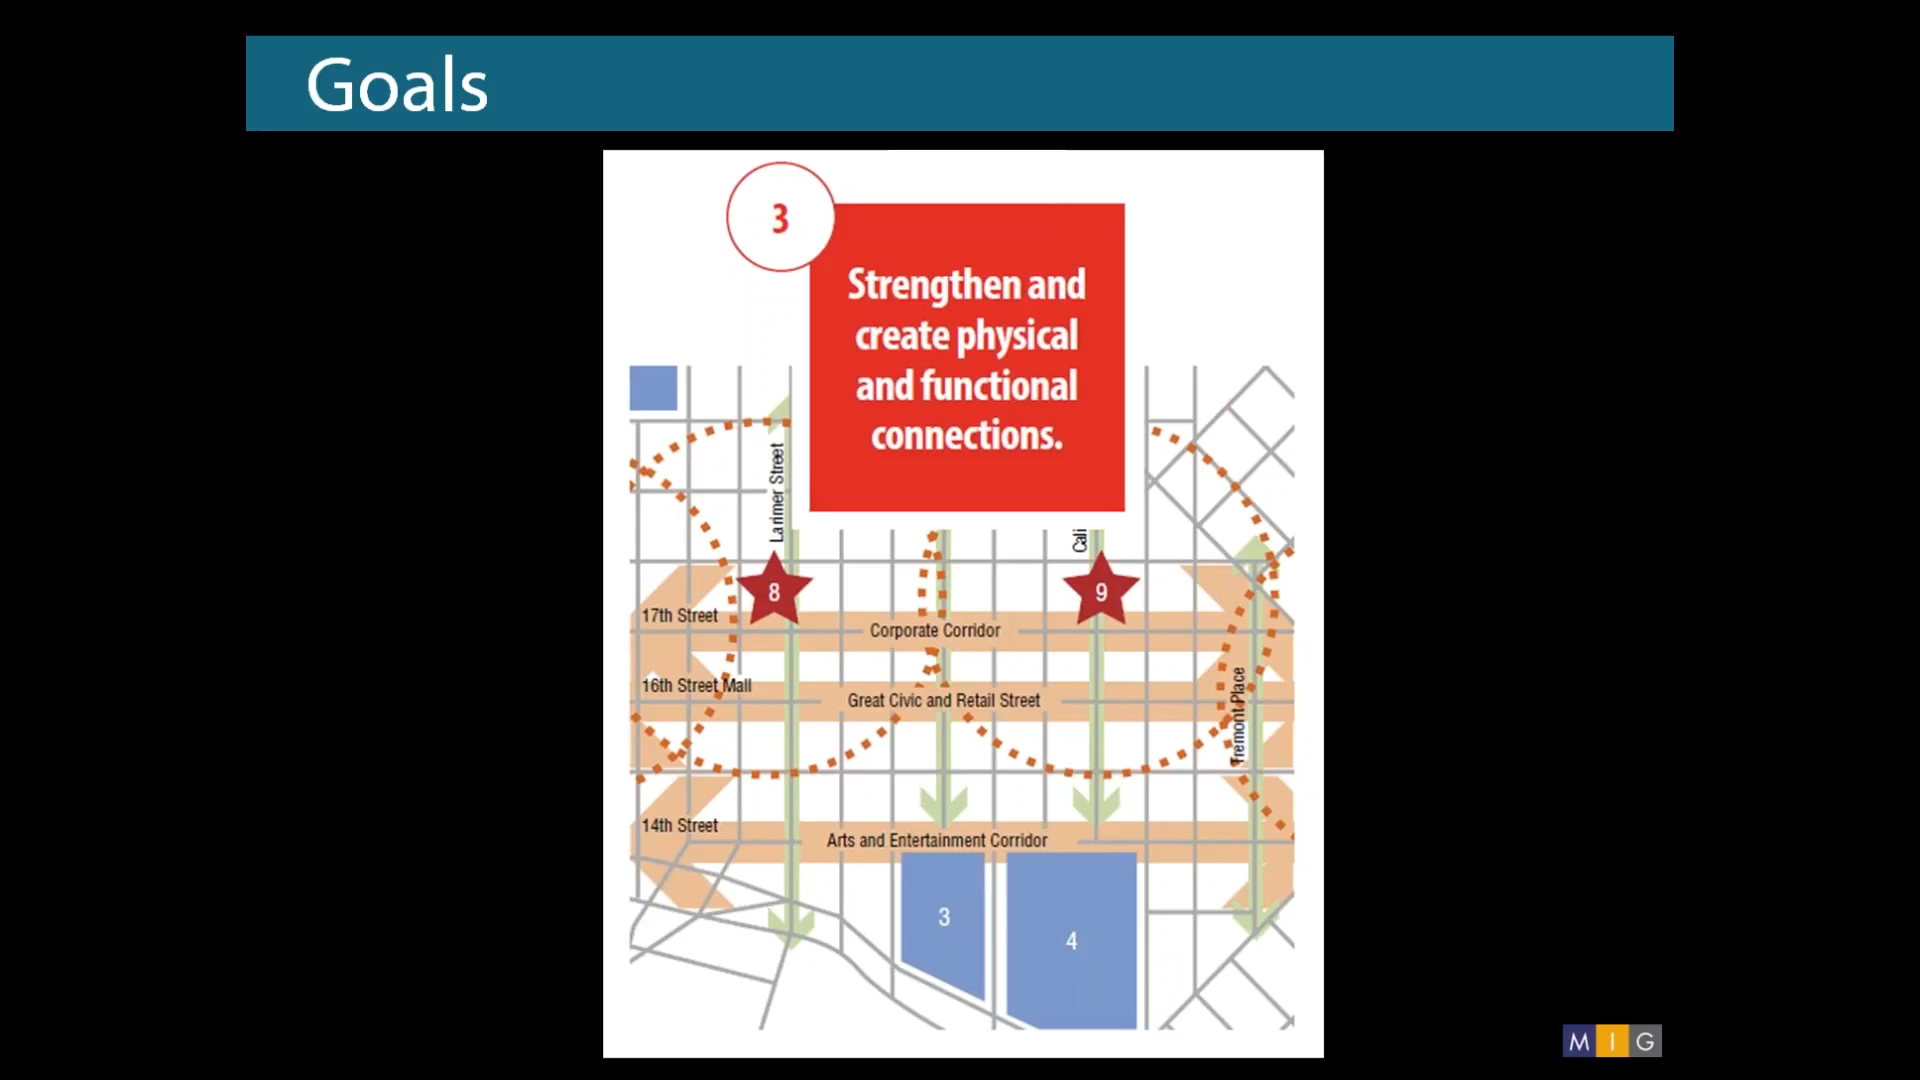 Goals
3
Strengthen and
create physical
and functional
connections.
Larimer Street
Cali
8
9
17th Street
Corporate Corridor
16th Street Mall
Great Civic and Retail Street
Tremont Place
14th Street
Arts and Entertainment Corridor
3
4
MIG